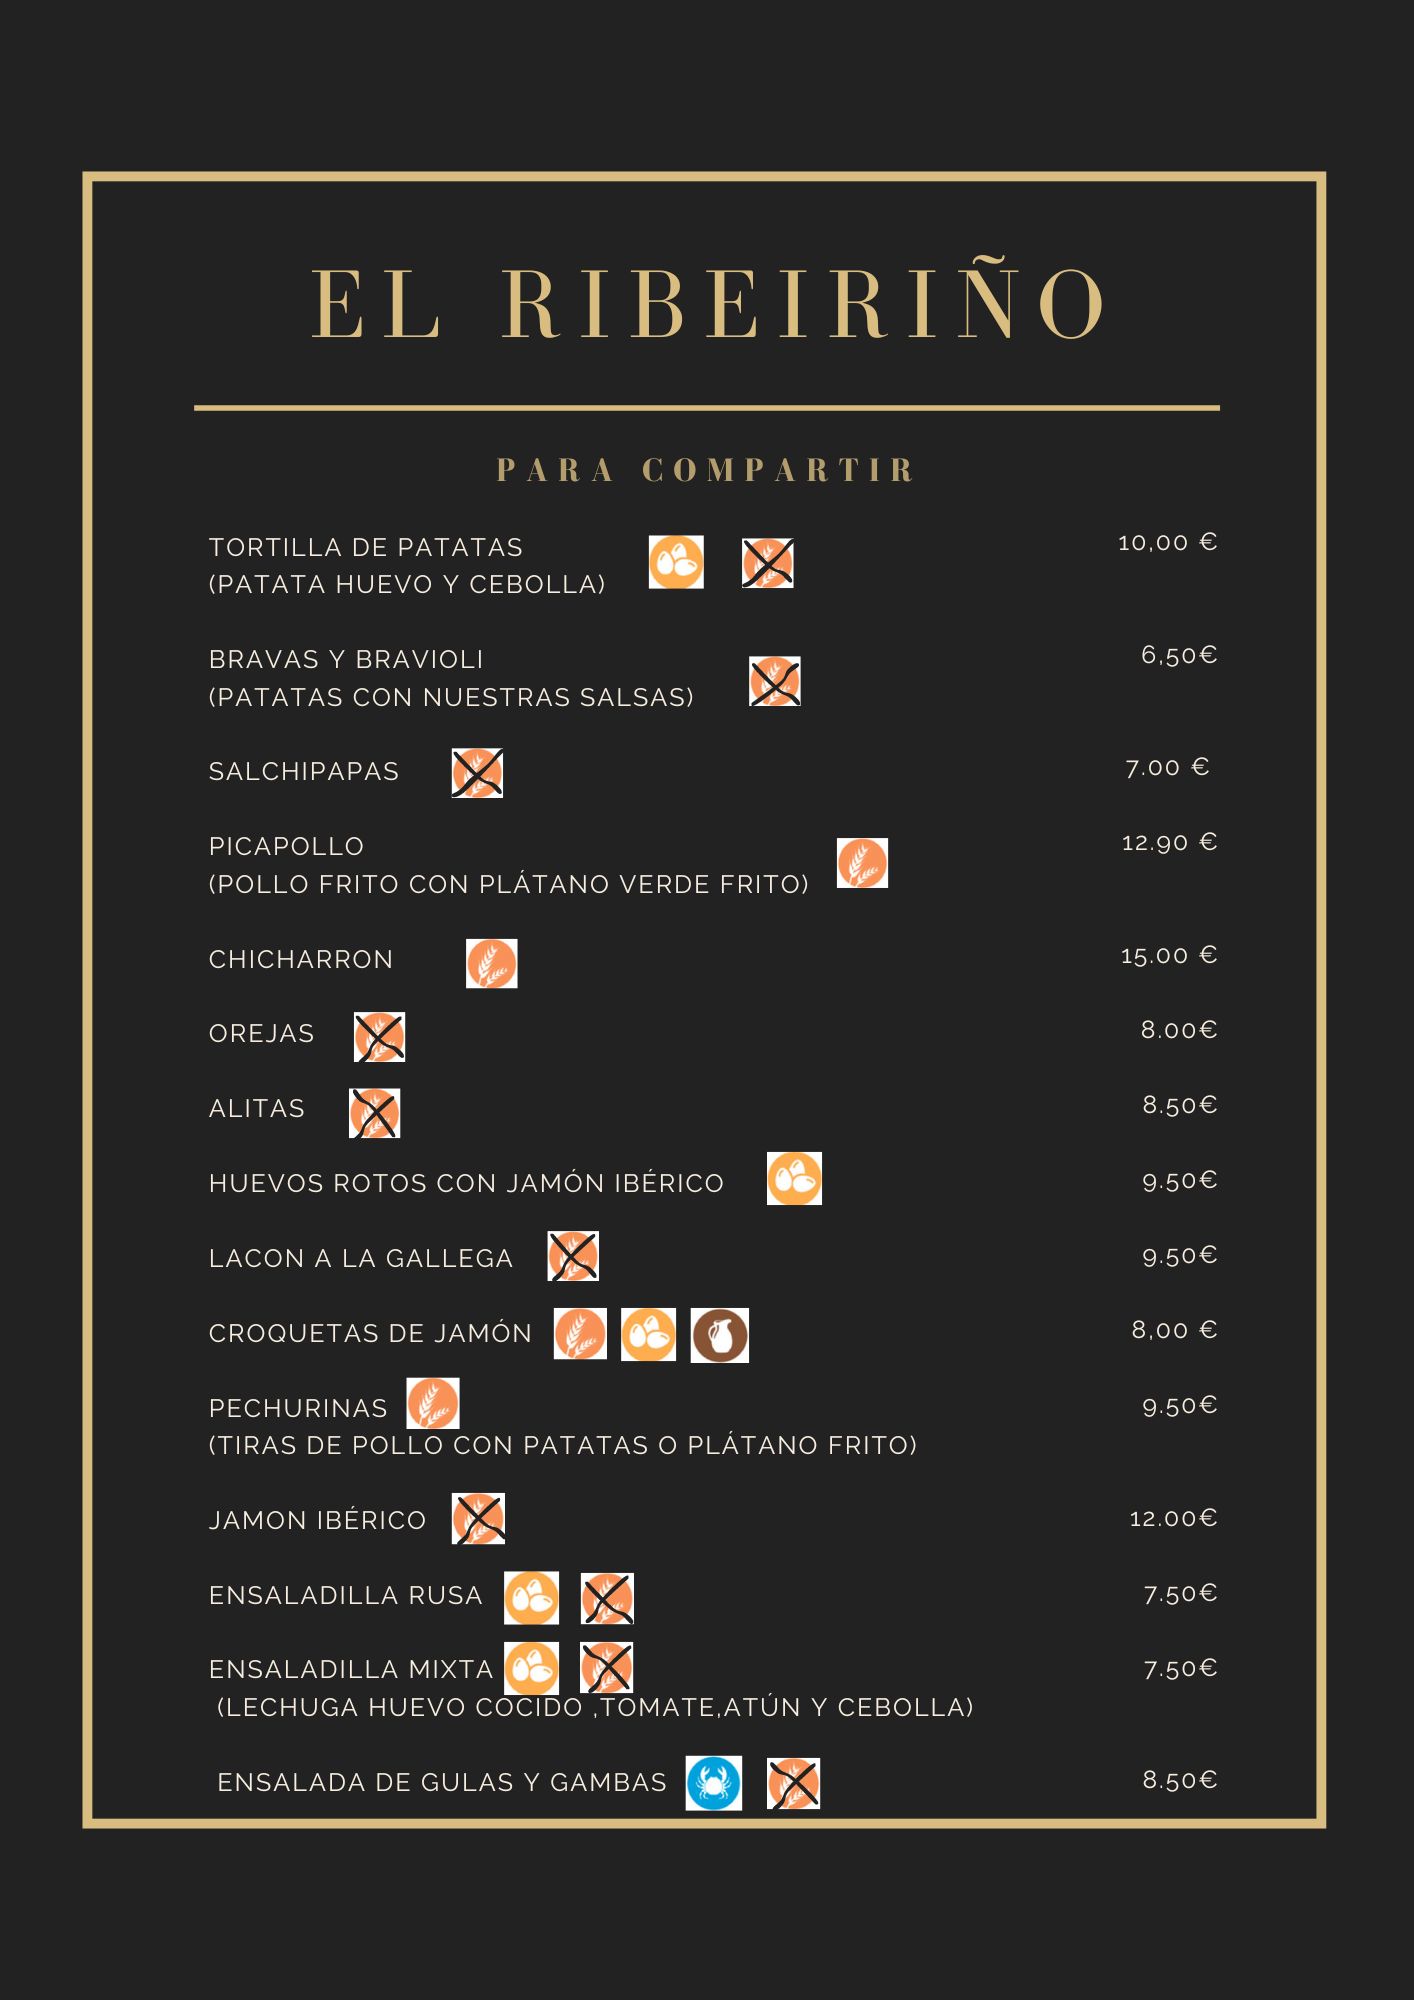 EL RIBEIRIÑO
PARA COMPARTIR
TORTILLA DE PATATAS 10,00 €
(PATATA HUEVO Y CEBOLLA)
BRAVAS Y BRAVIOLI 6,50€
(PATATAS CON NUESTRAS SALSAS)
SALCHIPAPAS 7.00 €
PICAPOLLO 12.90 €
(POLLO FRITO CON PLÁTANO VERDE FRITO)
CHICHARRON 15.00 €
OREJAS 8.00€
ALITAS 8.50€
HUEVOS ROTOS CON JAMÓN IBÉRICO 9.50€
LACON A LA GALLEGA 9.50€
CROQUETAS DE JAMÓN 8,00 €
PECHURINAS 9.50€
(TIRAS DE POLLO CON PATATAS O PLÁTANO FRITO)
JAMON IBÉRICO 12.00€
ENSALADILLA RUSA 7.50€
ENSALADILLA MIXTA 7.50€
(LECHUGA HUEVO COCIDO ,TOMATE,ATÚN Y CEBOLLA)
ENSALADA DE GULAS Y GAMBAS 8.50€